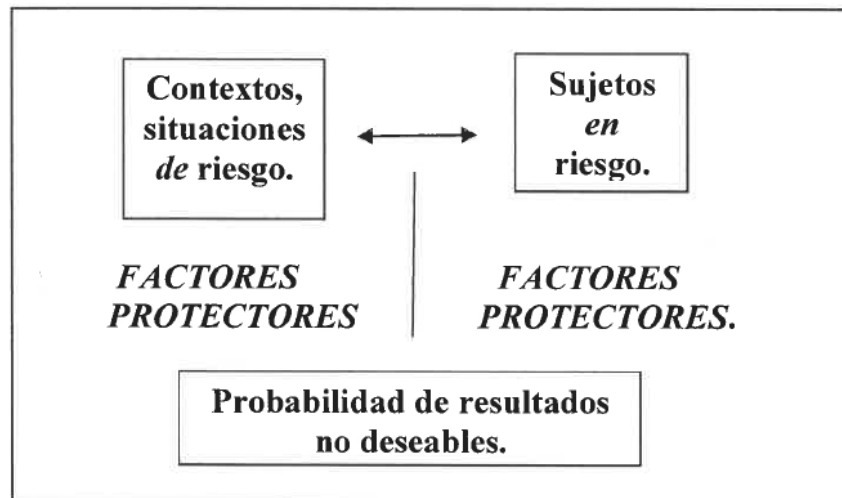 Contextos,
situaciones
de riesgo.
Sujetos
en
riesgo.
FACTORES
PROTECTORES
FACTORES
PROTECTORES.
Probabilidad de resultados
no deseables.